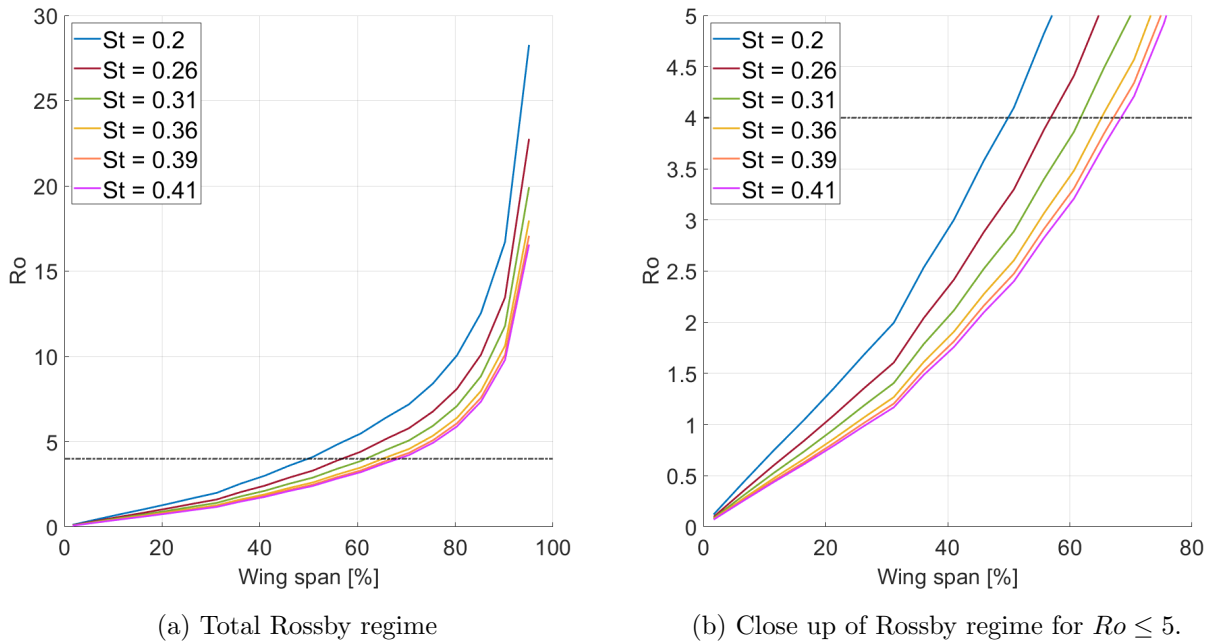 30
25
20
15
10
5
0
Ro
St = 0.2
St = 0.26
St = 0.31
St = 0.36
St = 0.39
St = 0.41
0 20 40 60 80 100
Wing span [%]
(a) Total Rossby regime
5
4.5
4
3.5
3
2.5
2
1.5
1
0.5
0
Ro
St = 0.2
St = 0.26
St = 0.31
St = 0.36
St = 0.39
St = 0.41
0 20 40 60 80
Wing span [%]
(b) Close up of Rossby regime for Ro ≤ 5.